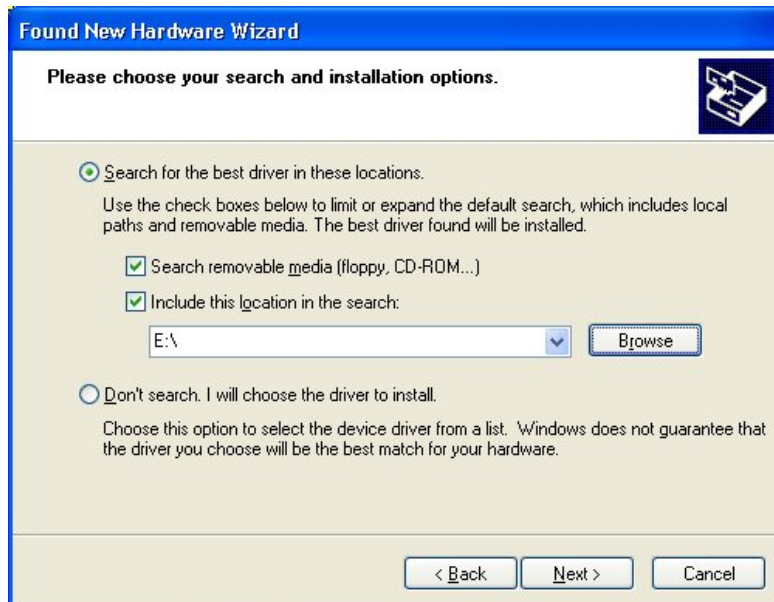 Found New Hardware Wizard
Please choose your search and installation options.
Search for the best driver in these locations.
Use the check boxes below to limit or expand the default search, which includes local
paths and removable media. The best driver found will be installed.
Search removable media (floppy, CD-ROM...)
Include this location in the search:
E:\
Browse
Don't search. I will choose the driver to install.
Choose this option to select the device driver from a list. Windows does not guarantee that
the driver you choose will be the best match for your hardware.
< Back
Next >
Cancel